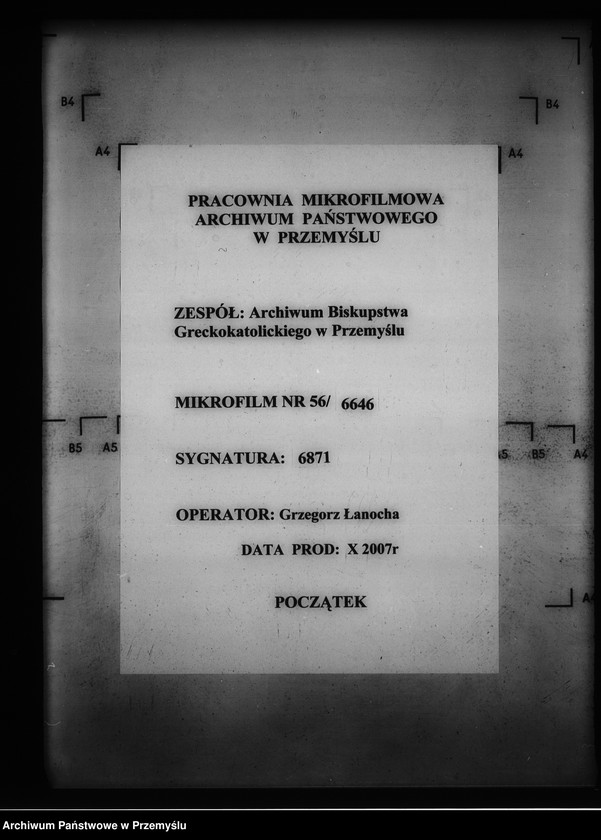 B4
B4
A4
A4
PRACOWNIA MIKROFILMOWA
ARCHIWUM PAŃSTWOWEGO
W PRZEMYŚLU
ZESPÓŁ: Archiwum Biskupstwa
Greckokatolickiego w Przemyślu
MIKROFILM NR 56/ 6646
B5 A5
A5 B5 A4
SYGNATURA: 6871
OPERATOR: Grzegorz Łanocha
DATA PROD: X 2007r
POCZĄTEK
Archiwum Państwowe w Przemyślu